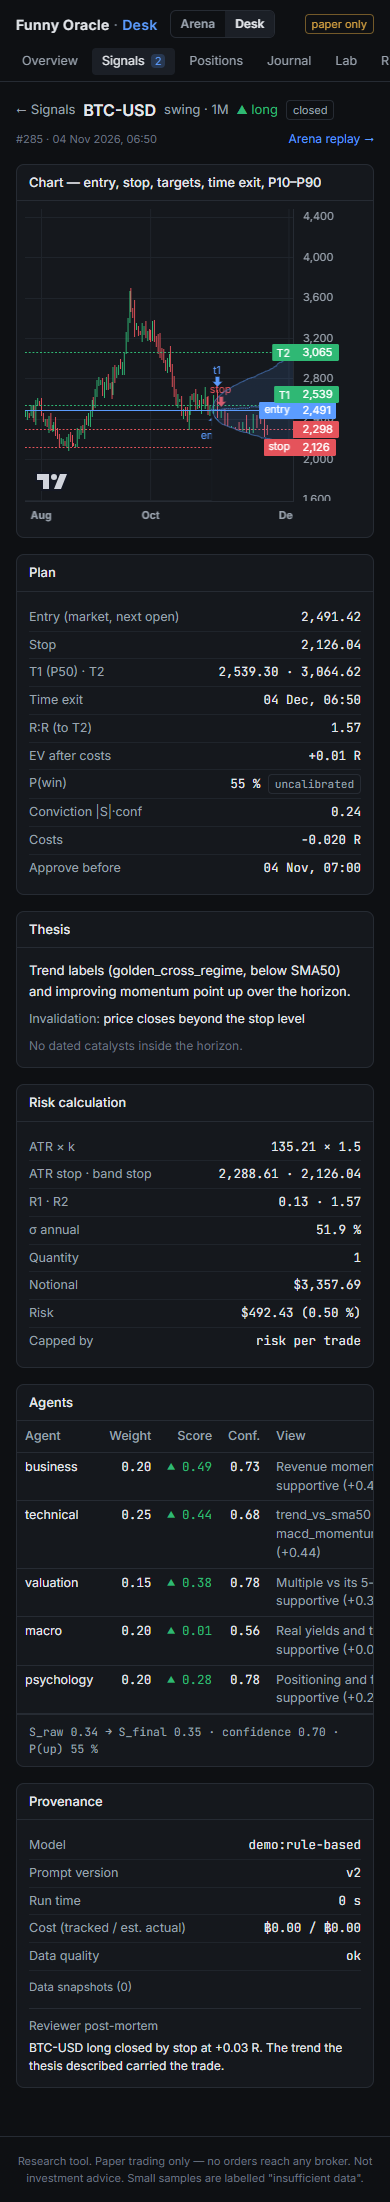 Funny Oracle · Desk Arena Desk paper only
Overview Signals 2 Positions Journal Lab R
← Signals BTC-USD swing · 1M ▲ long closed
#285 · 04 Nov 2026, 06:50 Arena replay →
Chart — entry, stop, targets, time exit, P10–P90
4,400
4,000
3,600
3,200
T2 3,065
2,800
t1
stop
T1 2,539
entry 2,491
2,298
en
stop 2,126
2,000
1,600
Aug Oct De
Plan
Entry (market, next open) 2,491.42
Stop 2,126.04
T1 (P50) · T2 2,539.30 · 3,064.62
Time exit 04 Dec, 06:50
R:R (to T2) 1.57
EV after costs +0.01 R
P(win) 55 % uncalibrated
Conviction |S|·conf 0.24
Costs -0.020 R
Approve before 04 Nov, 07:00
Thesis
Trend labels (golden_cross_regime, below SMA50)
and improving momentum point up over the horizon.
Invalidation: price closes beyond the stop level
No dated catalysts inside the horizon.
Risk calculation
ATR × k 135.21 × 1.5
ATR stop · band stop 2,288.61 · 2,126.04
R1 · R2 0.13 · 1.57
σ annual 51.9 %
Quantity 1
Notional $3,357.69
Risk $492.43 (0.50 %)
Capped by risk per trade
Agents
Agent Weight Score Conf. View
business 0.20 ▲ 0.49 0.73 Revenue momen
supportive (+0.4
technical 0.25 ▲ 0.44 0.68 trend_vs_sma50
macd_momentu
(+0.44)
valuation 0.15 ▲ 0.38 0.78 Multiple vs its 5-
supportive (+0.3
macro 0.20 ▲ 0.01 0.56 Real yields and t
supportive (+0.0
psychology 0.20 ▲ 0.28 0.78 Positioning and f
supportive (+0.2
S_raw 0.34 → S_final 0.35 · confidence 0.70 ·
P(up) 55 %
Provenance
Model demo:rule-based
Prompt version v2
Run time 0 s
Cost (tracked / est. actual) ฿0.00 / ฿0.00
Data quality ok
Data snapshots (0)
Reviewer post-mortem
BTC-USD long closed by stop at +0.03 R. The trend the
thesis described carried the trade.
Research tool. Paper trading only — no orders reach any broker. Not
investment advice. Small samples are labelled "insufficient data".